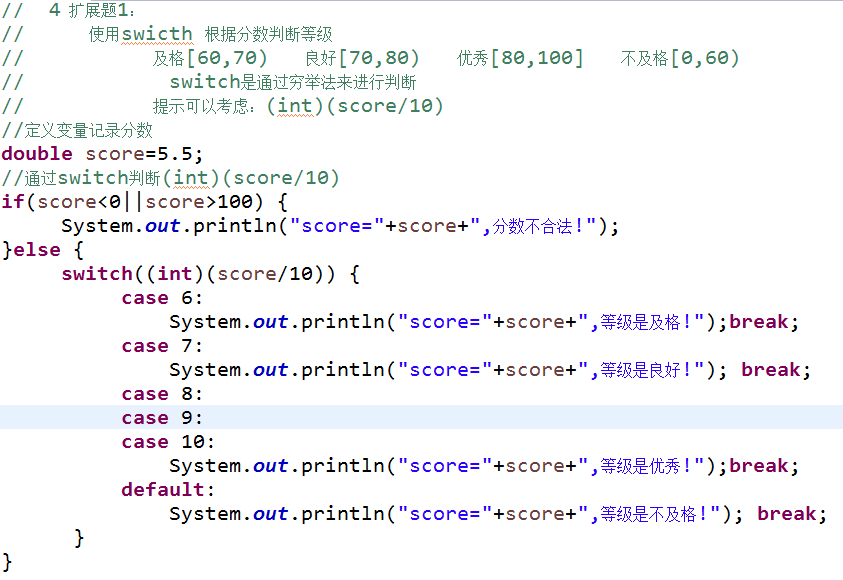 //  4 扩展题1：
//     使用swicth 根据分数判断等级
//         及格[60,70)   良好[70,80)   优秀[80,100]   不及格[0,60)
//          switch是通过穷举法来进行判断
//         提示可以考虑：(int)(score/10)
//定义变量记录分数
double score=5.5;
//通过switch判断(int)(score/10)
if(score<0||score>100) {
    System.out.println("score="+score+",分数不合法!");
}else {
    switch((int)(score/10)) {
        case 6:
            System.out.println("score="+score+",等级是及格!");break;
        case 7:
            System.out.println("score="+score+",等级是良好!"); break;
        case 8:
        case 9:
        case 10:
            System.out.println("score="+score+",等级是优秀!");break;
        default:
            System.out.println("score="+score+",等级是不及格!"); break;
     }
}